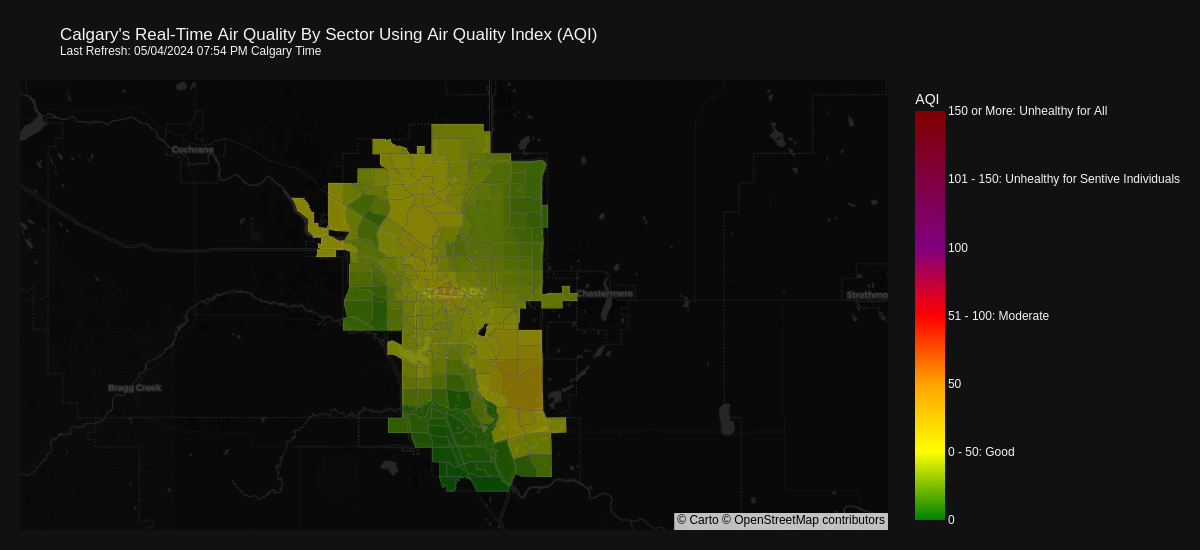 Calgary's Real-Time Air Quality By Sector Using Air Quality Index (AQI)
Last Refresh: 05/04/2024 07:54 PM Calgary Time
AQI
150 or More: Unhealthy for All
Cochrane
101 - 150: Unhealthy for Sentive Individuals
100
Chestermere
Strathmo
51 - 100: Moderate
50
Bragg Creek
0 - 50: Good
0
© Carto © OpenStreetMap contributors